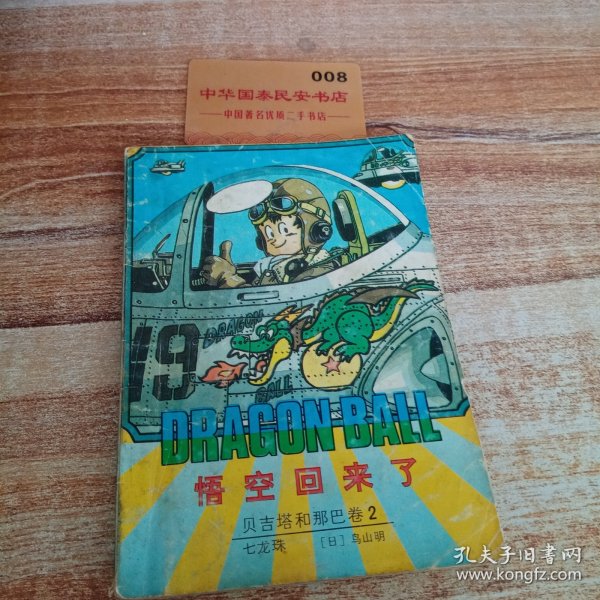 008
中华国泰民安书店
——中国著名优质二手书店——
19
DRAGON
BALL
DRAGON BALL
悟空回来了
贝吉塔和那巴卷2
七龙珠 [日]鸟山明
孔夫子旧书网
www.kongfz.com